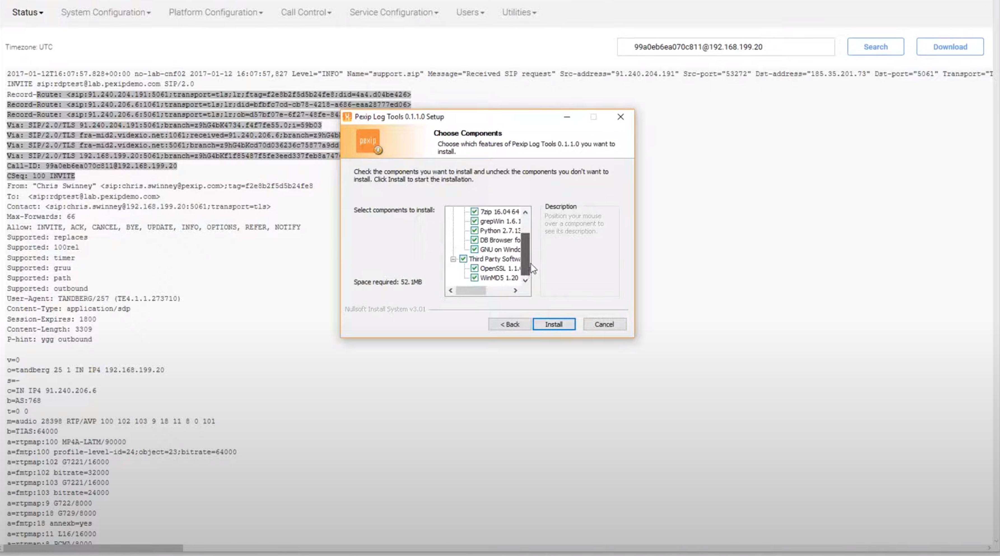 Status System Configuration Platform Configuration Call Control Service Configuration Users Utilities
Timezone: UTC
99a0eb6ea070c811@192.168.199.20
Search
Download
2017-01-12T16:07:57.828+00:00 no-lab-cnf02 2017-01-12 16:07:57,827 Level="INFO" Name="support.sip" Message="Received SIP request" Src-address="91.240.204.191" Src-port="53272" Dst-address="185.35.201.73" Dst-port="5061" Transport="T
INVITE sip:rdptest@lab.pexipdemo.com SIP/2.0
Record-Route: <sip:91.240.204.191:5061;transport=tls;lr;ftag=f2e8b2f5d5b24fe8;did=4a4.d04be426>
Record-Route: <sip:91.240.206.6:1061;transport=tls;lr;did=bfbfc7cd-cb78-4218-a686-eaa28777ed06>
Record-Route: <sip:91.240.206.6:5061;transport=tls;lr;ob=d57bf07e-6f27-48fe-84
Via: SIP/2.0/TLS 91.240.204.191:5061;branch=z9hG4bK4734.f4f7fe55.0;i=59b03
Via: SIP/2.0/TLS fra-mid2.videxio.net:1061;received=91.240.206.6;branch=z9hG4b
Via: SIP/2.0/TLS fra-mid2.videxio.net:5061;branch=z9hG4bKcd70d036236c75877a9dd
Via: SIP/2.0/TLS 192.168.199.20:5061;branch=z9hG4bKf1f85487f5fe3eed337feb8a747
Call-ID: 99a0eb6ea070c811@192.168.199.20
CSeq: 100 INVITE
From: "Chris Swinney" <sip:chris.swinney@pexip.com>;tag=f2e8b2f5d5b24fe8
To: <sip:rdptest@lab.pexipdemo.com>
Contact: <sip:chris.swinney@192.168.199.20:5061;transport=tls>
Max-Forwards: 66
Allow: INVITE, ACK, CANCEL, BYE, UPDATE, INFO, OPTIONS, REFER, NOTIFY
Supported: replaces
Supported: 100rel
Supported: timer
Supported: gruu
Supported: path
Supported: outbound
User-Agent: TANDBERG/257 (TE4.1.1.273710)
Content-Type: application/sdp
Session-Expires: 1800
Content-Length: 3309
P-hint: ygg outbound
v=0
o=tandberg 25 1 IN IP4 192.168.199.20
s=-
c=IN IP4 91.240.206.6
b=AS:768
t=0 0
m=audio 28398 RTP/AVP 100 102 103 9 18 11 8 0 101
b=TIAS:64000
a=rtpmap:100 MP4A-LATM/90000
a=fmtp:100 profile-level-id=24;object=23;bitrate=64000
a=rtpmap:102 G7221/16000
a=fmtp:102 bitrate=32000
a=rtpmap:103 G7221/16000
a=fmtp:103 bitrate=24000
a=rtpmap:9 G722/8000
a=rtpmap:18 G729/8000
a=fmtp:18 annexb=yes
a=rtpmap:11 L16/16000
a=rtpmap:8 PCMA/8000
Pexip Log Tools 0.1.1.0 Setup
pexip
Choose Components
Choose which features of Pexip Log Tools 0.1.1.0 you want to
install.
Check the components you want to install and uncheck the components you don't want to
install. Click Install to start the installation.
Select components to install:
7zip 16.04 64
grepWin 1.6.1
Python 2.7.13
DB Browser fo
GNU on Windo
Third Party Softwa
OpenSSL 1.1.
WinMD5 1.20
Description
Position your mouse
over a component to
see its description.
Space required: 52.1MB
Nullsoft Install System v3.01
< Back
Install
Cancel